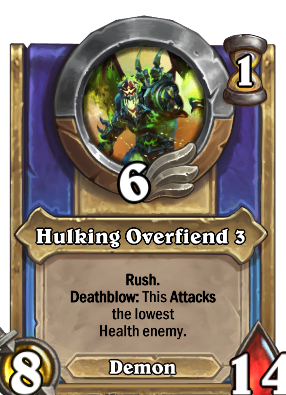 1
6
Hulking Overfiend 3
Rush.
Deathblow: This Attacks
the lowest
Health enemy.
Demon
8
14